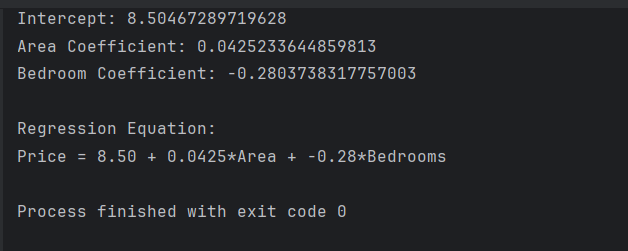 Intercept: 8.50467289719628
Area Coefficient: 0.0425233644859813
Bedroom Coefficient: -0.2803738317757003
Regression Equation:
Price = 8.50 + 0.0425*Area + -0.28*Bedrooms
Process finished with exit code 0